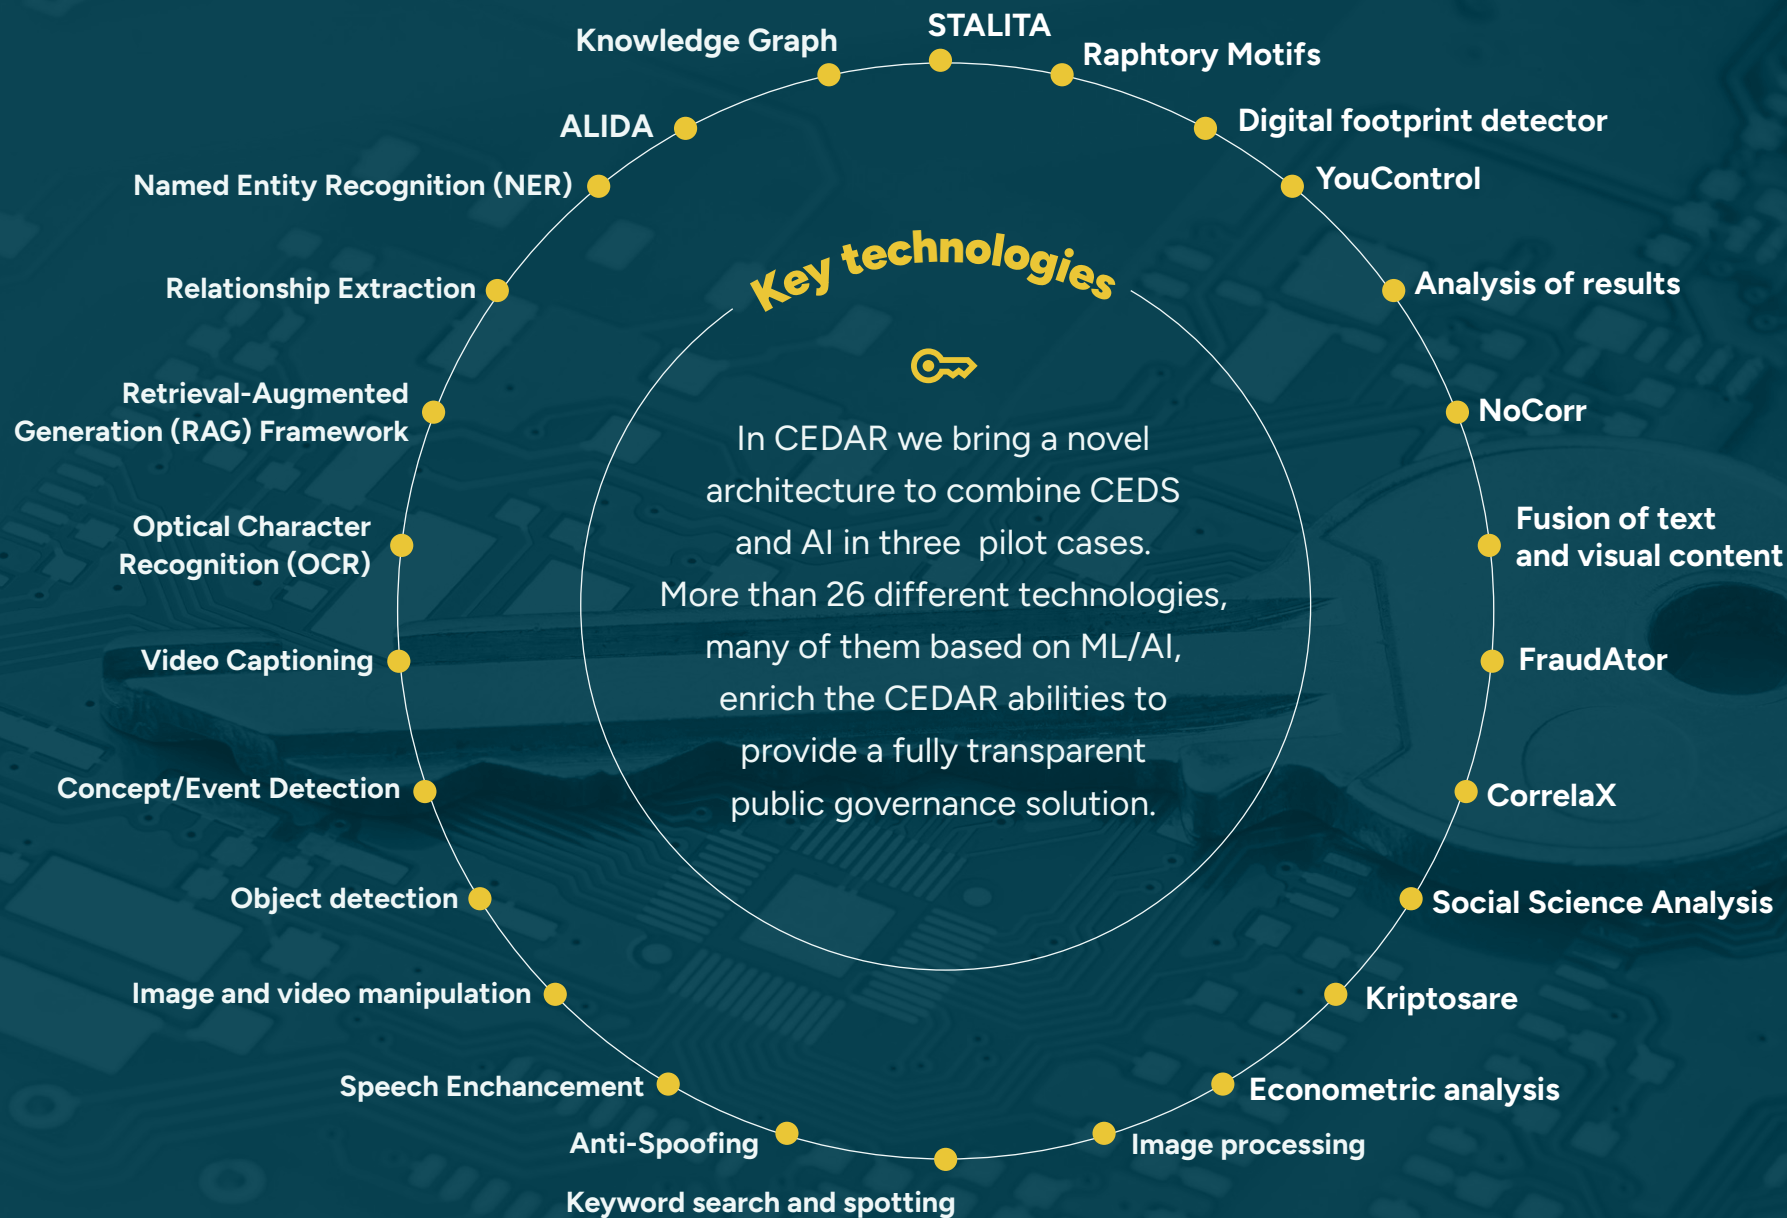 STALITA
Raphtory Motifs
Digital footprint detector
YouControl
Analysis of results
NoCorr
Fusion of text
and visual content
FraudAtor
CorrelaX
Social Science Analysis
Kriptosare
Econometric analysis
Image processing
Keyword search and spotting
Anti-Spoofing
Speech Enchancement
Image and video manipulation
Object detection
Concept/Event Detection
Video Captioning
Optical Character
Recognition (OCR)
Retrieval-Augmented
Generation (RAG) Framework
Relationship Extraction
Named Entity Recognition (NER)
ALIDA
Knowledge Graph
Key technologies
In CEDAR we bring a novel
architecture to combine CEDS
and AI in three pilot cases.
More than 26 different technologies,
many of them based on ML/AI,
enrich the CEDAR abilities to
provide a fully transparent
public governance solution.